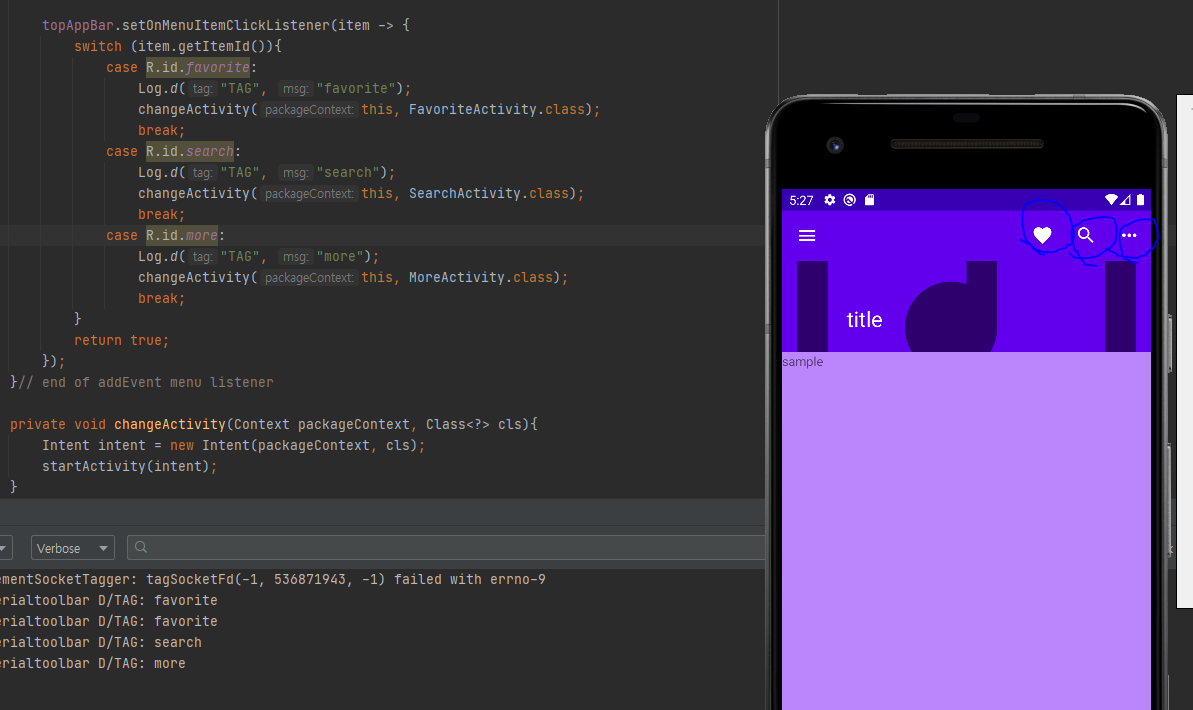 topAppBar.setOnMenuItemClickListener(item -> {
switch (item.getItemId()){
case R.id.favorite:
Log.d( tag: "TAG", msg: "favorite");
changeActivity( packageContext: this, FavoriteActivity.class);
break;
case R.id.search:
Log.d( tag: "TAG", msg: "search");
changeActivity( packageContext: this, SearchActivity.class);
break;
case R.id.more:
Log.d( tag: "TAG", msg: "more");
changeActivity( packageContext: this, MoreActivity.class);
break;
}
return true;
});
}// end of addEvent menu listener
private void changeActivity(Context packageContext, Class<?> cls){
Intent intent = new Intent(packageContext, cls);
startActivity(intent);
}
Verbose
ementSocketTagger: tagSocketFd(-1, 536871943, -1) failed with errno-9
erialtoolbar D/TAG: favorite
erialtoolbar D/TAG: favorite
erialtoolbar D/TAG: search
erialtoolbar D/TAG: more
5:27
title
sample